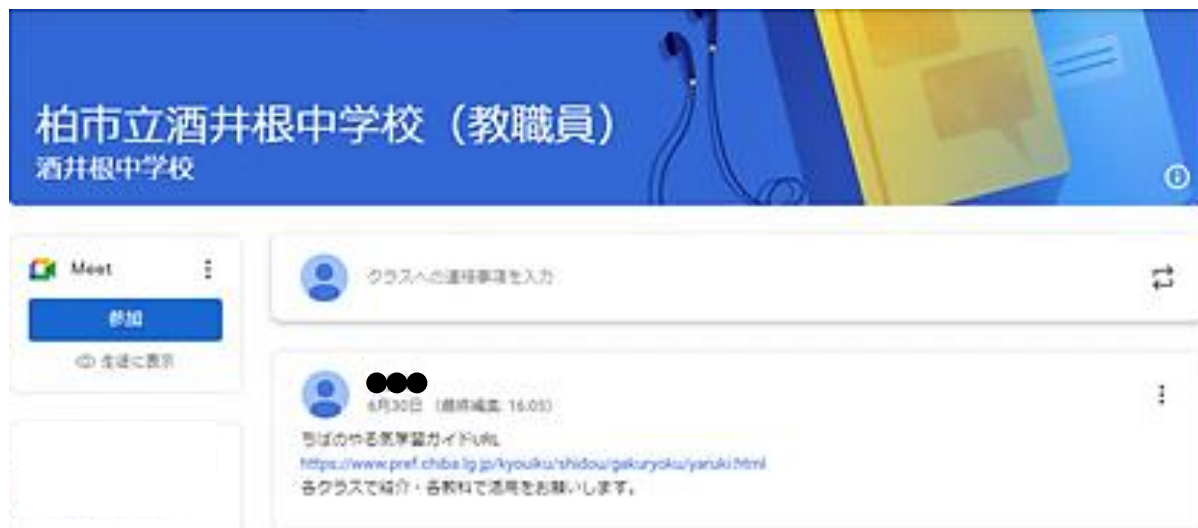 柏市立酒井根中学校（教職員）
酒井根中学校
Meet
参加
生徒に表示
クラスへの連絡事項を入力
6月30日 （最終編集: 16:05）
ちばのやる気学習ガイドURL
https://www.pref.chiba.lg.jp/kyouiku/shidou/gakuryoku/yaruki.html
各クラスで紹介・各教科で活用をお願いします。